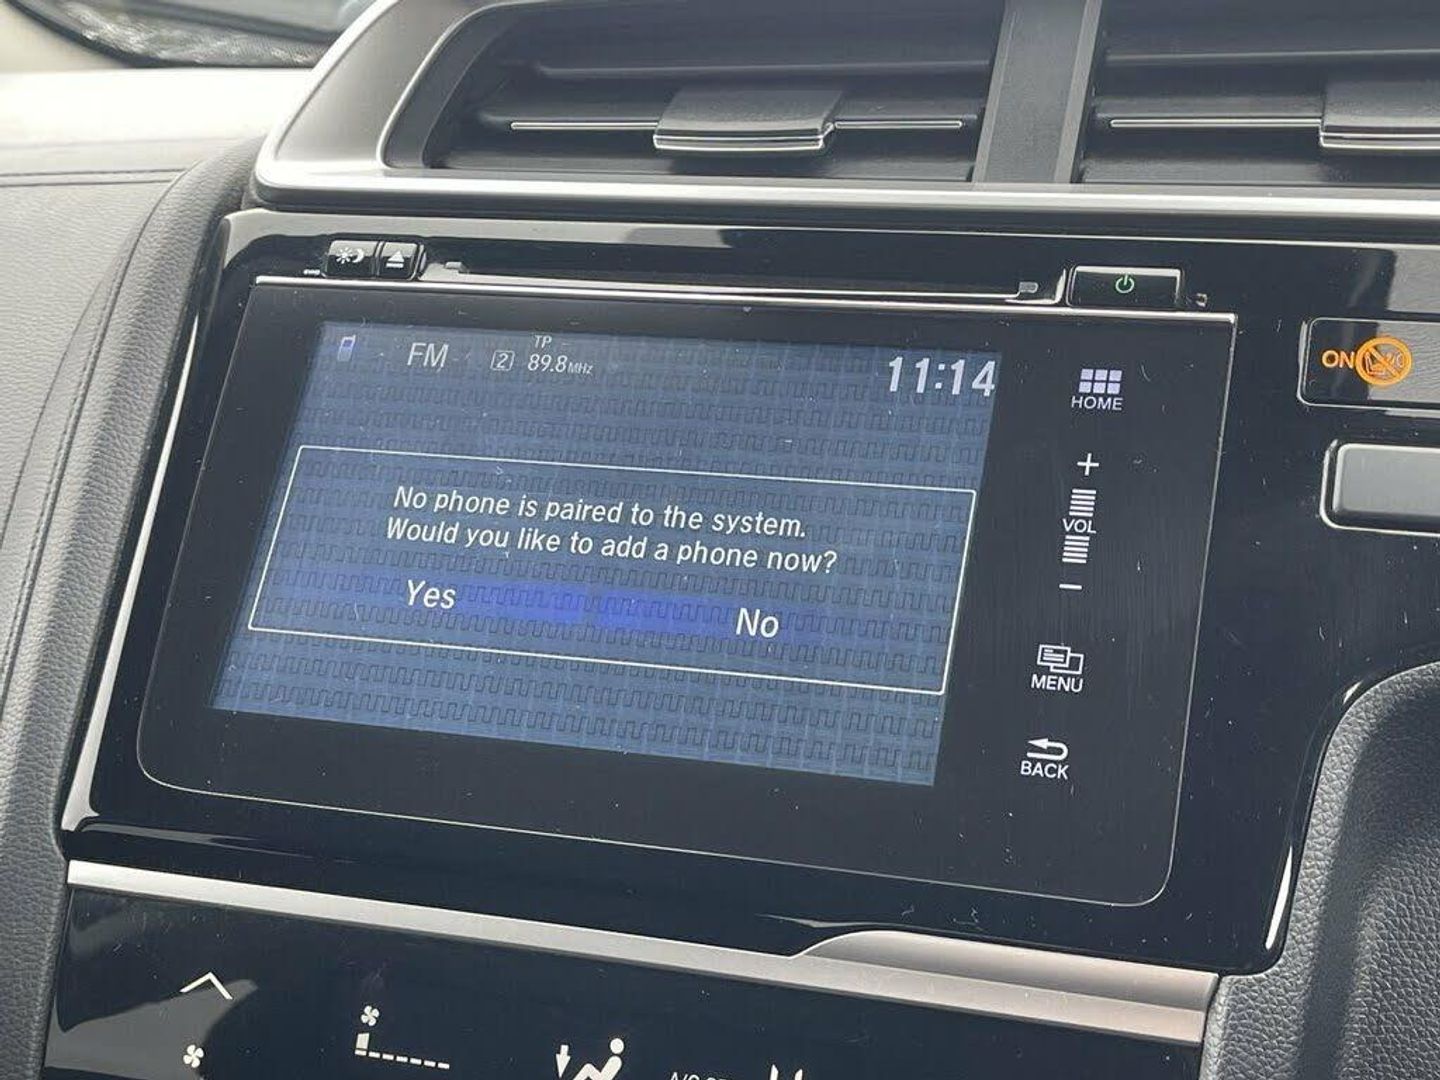 FM 2 TP 89.8MHz 11:14
No phone is paired to the system.
Would you like to add a phone now?
Yes No
HOME
+
VOL
−
MENU
BACK
ON